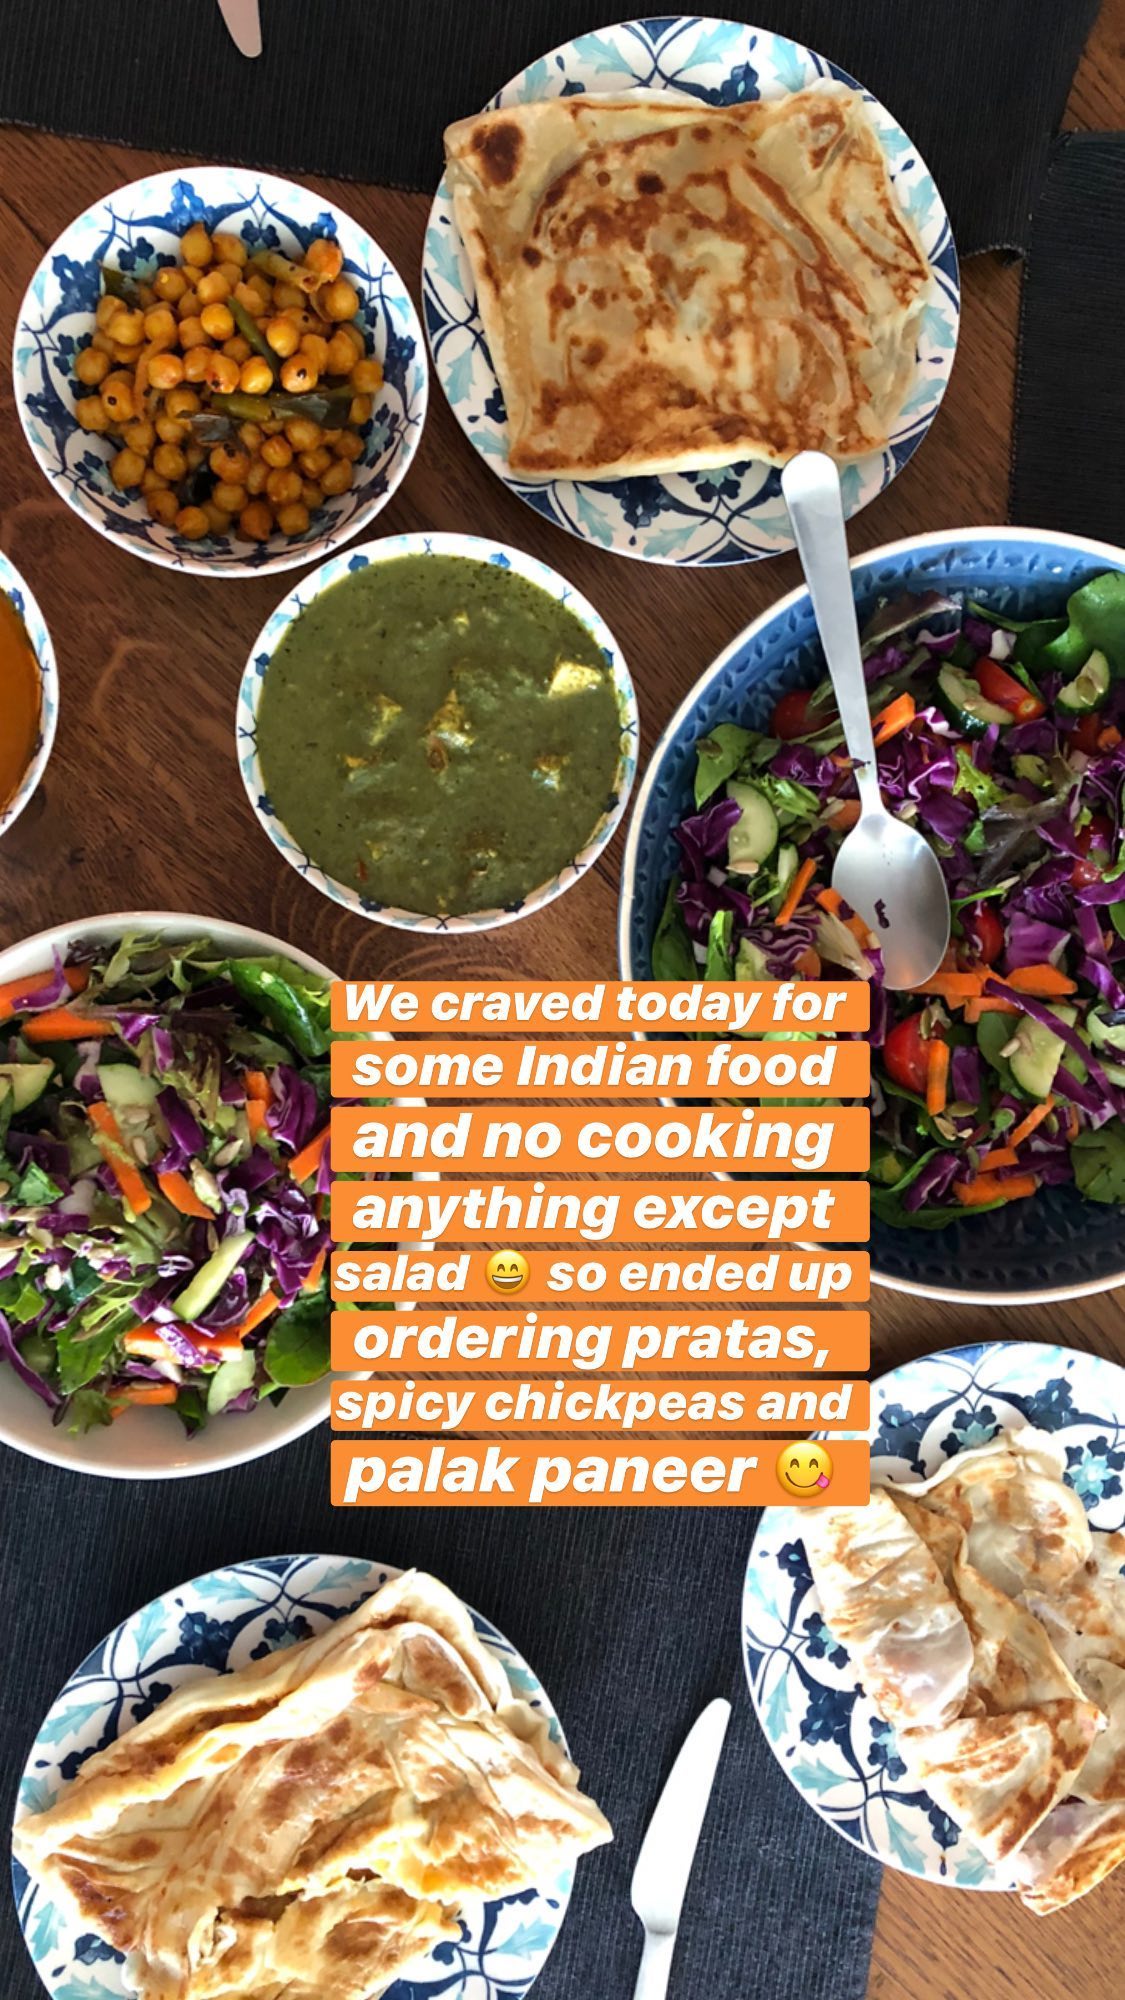 We craved today for
some Indian food
and no cooking
anything except
salad 😄 so ended up
ordering pratas,
spicy chickpeas and
palak paneer 😋